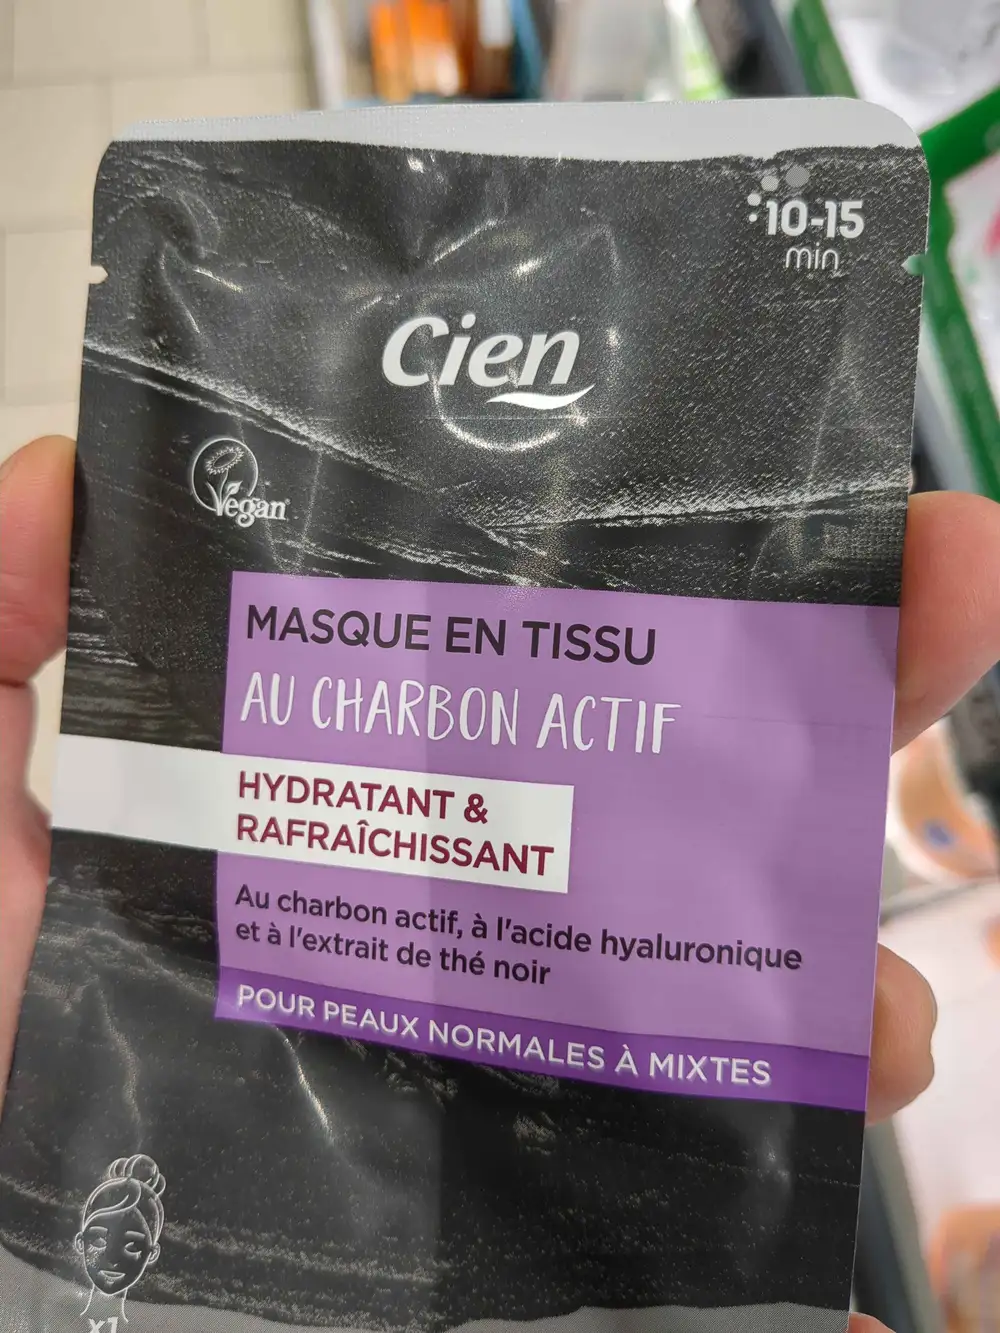 10-15
min
Cien
Vegan
MASQUE EN TISSU
AU CHARBON ACTIF
HYDRATANT &
RAFRAÎCHISSANT
Au charbon actif, à l'acide hyaluronique
et à l'extrait de thé noir
POUR PEAUX NORMALES À MIXTES
x1